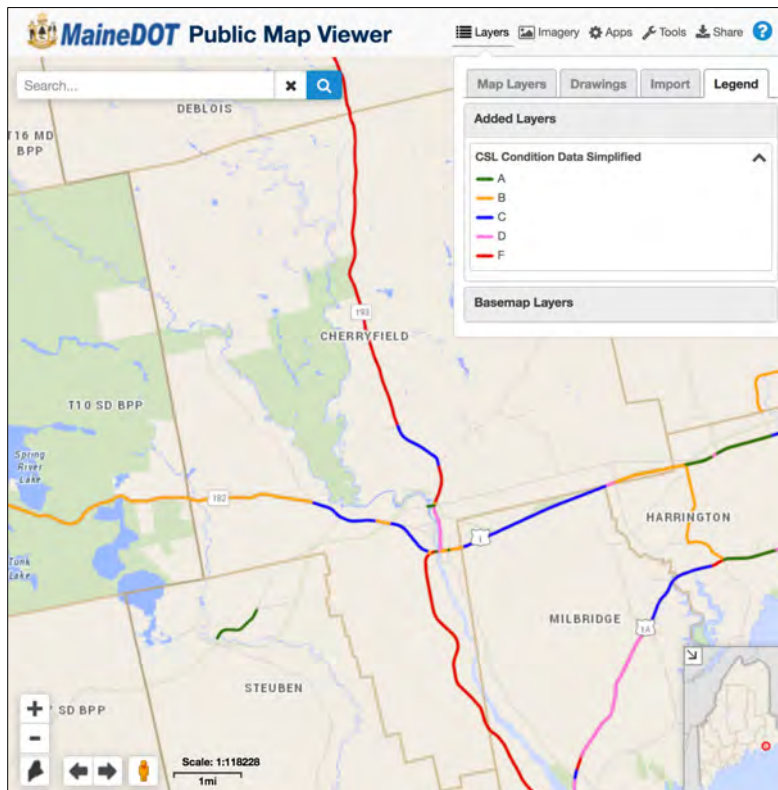 MaineDOT Public Map Viewer
Layers Imagery Apps Tools Share ?
Search...
Map Layers Drawings Import Legend
Added Layers
CSL Condition Data Simplified
A
B
C
D
F
Basemap Layers
DEBLOIS
T16 MD
BPP
193
CHERRYFIELD
T10 SD BPP
Spring
River
Lake
182
1
HARRINGTON
Tunk
Lake
MILBRIDGE
1A
STEUBEN
SD BPP
Scale: 1:118228
1mi